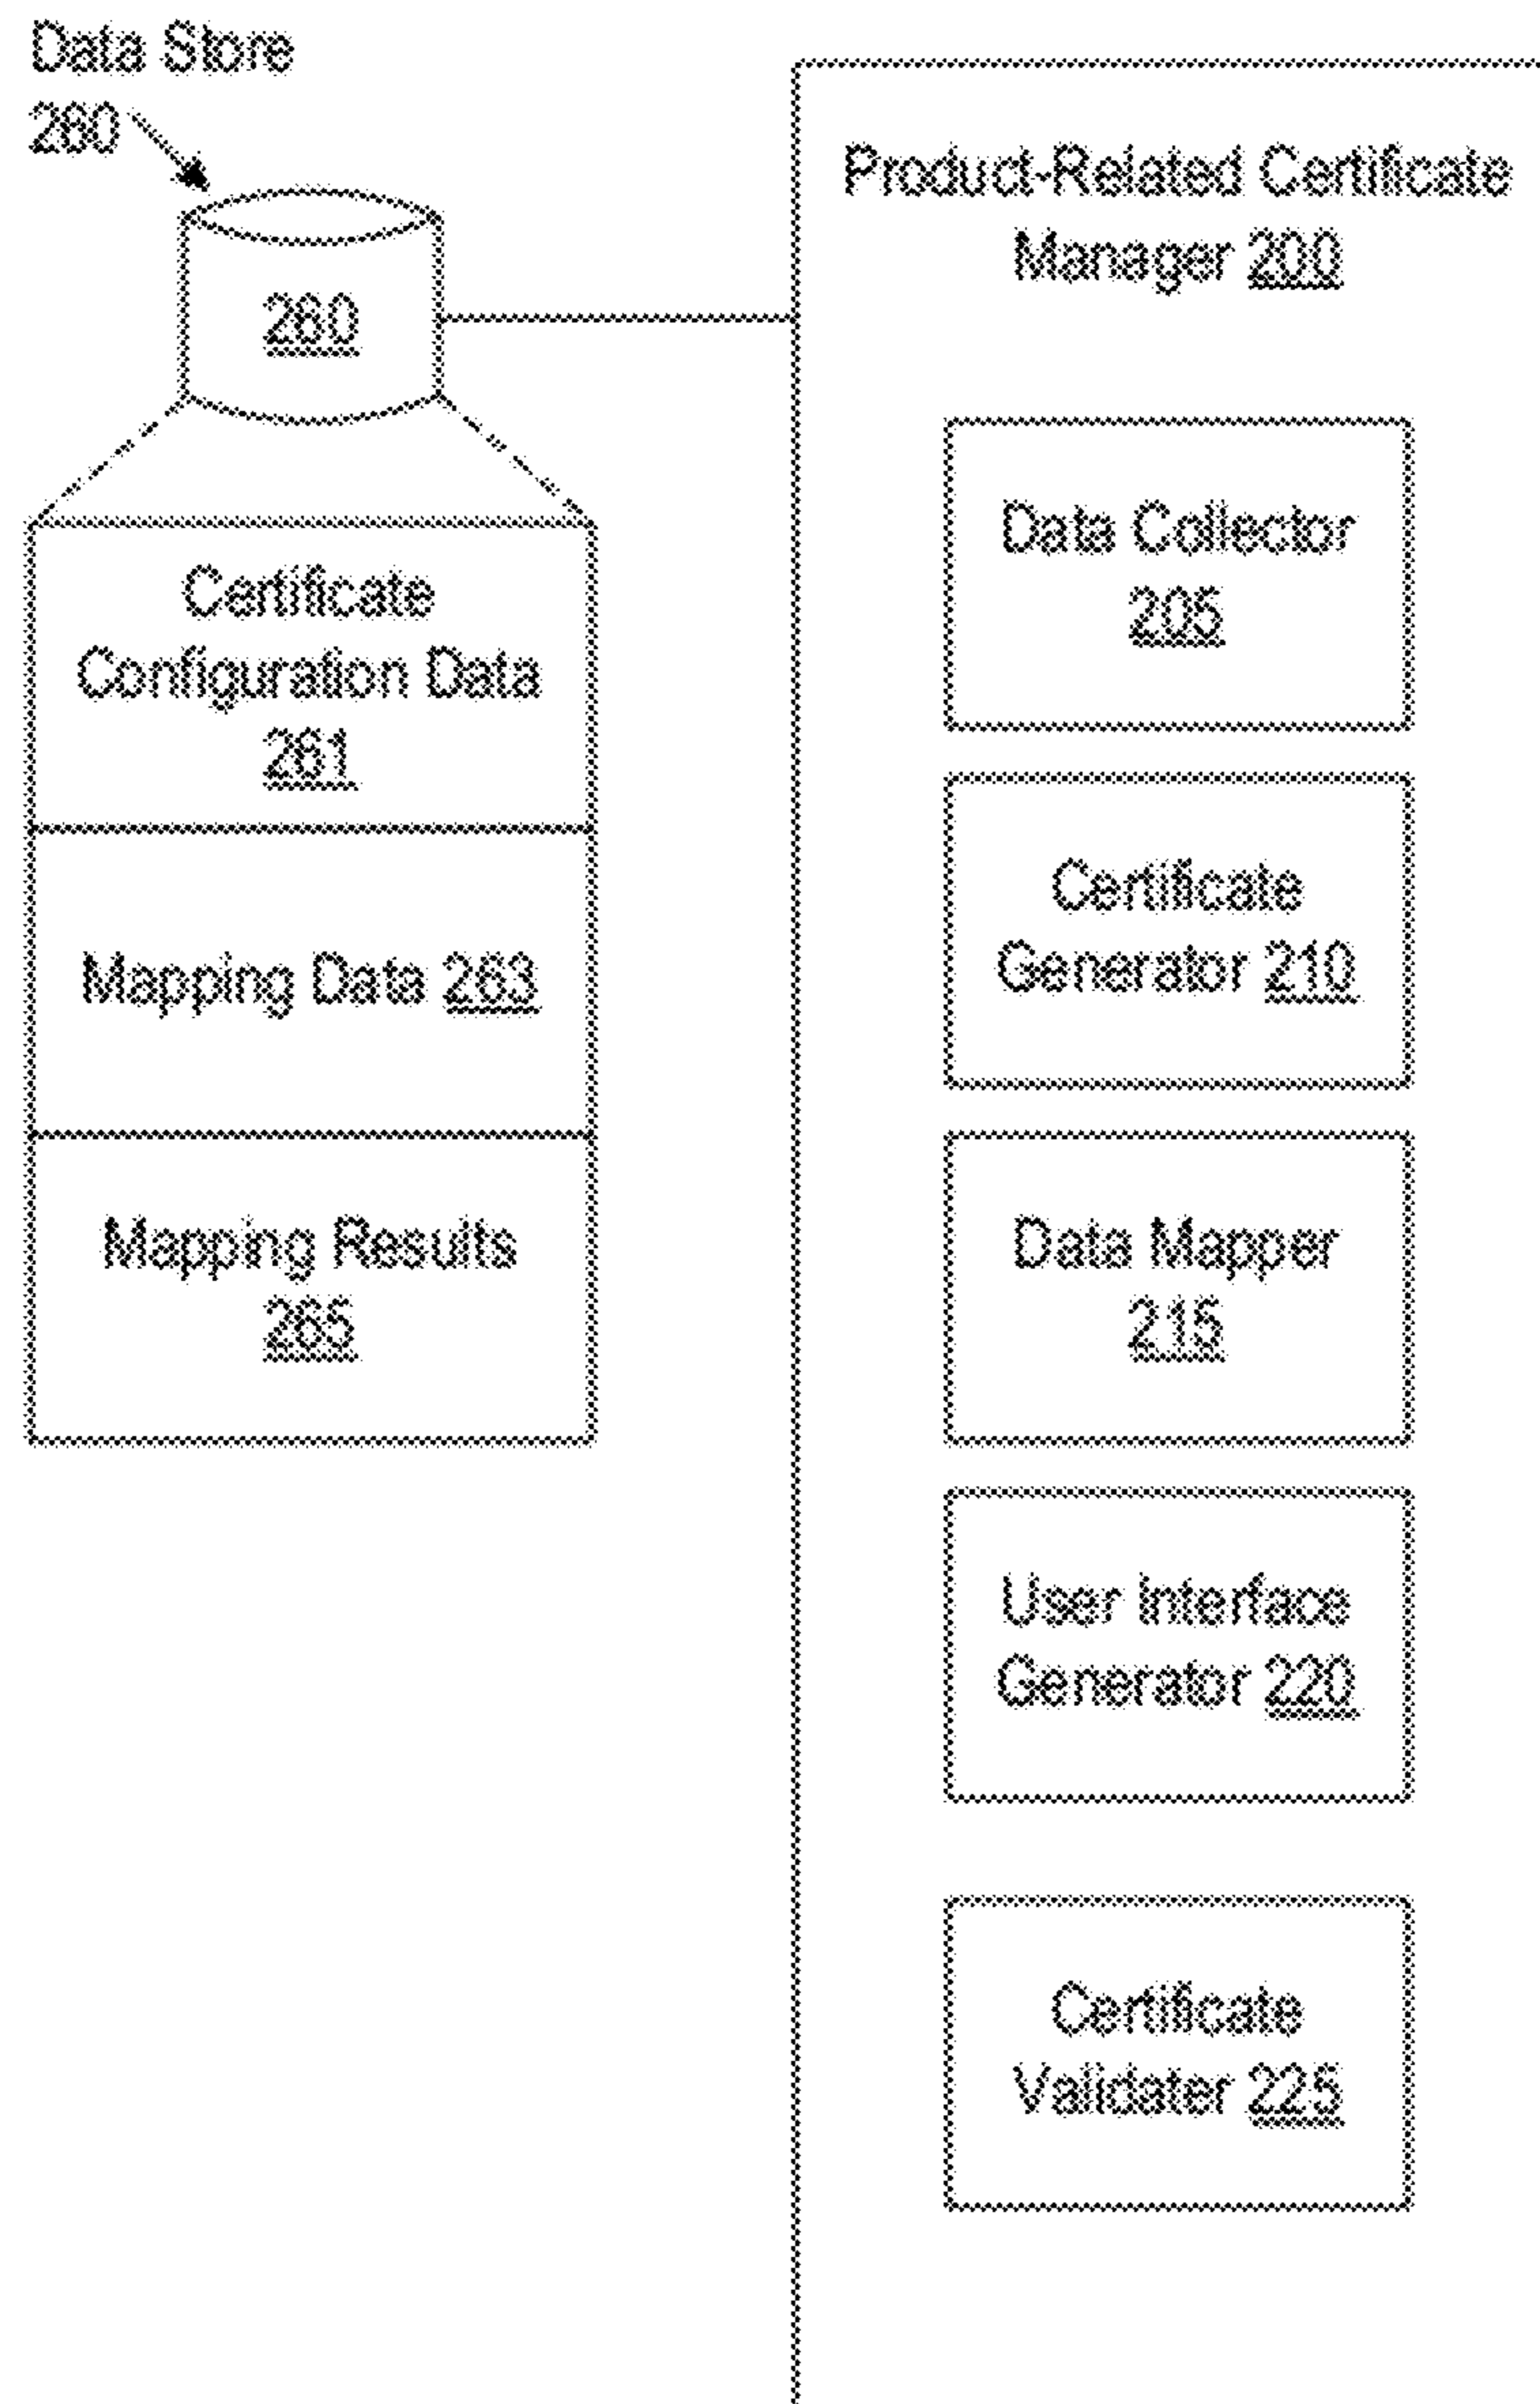 Data Store
260
260
Certificate
Configuration Data
261
Mapping Data 263
Mapping Results
265
Product-Related Certificate
Manager 200
Data Collector
205
Certificate
Generator 210
Data Mapper
215
User Interface
Generator 220
Certificate
Validater 225